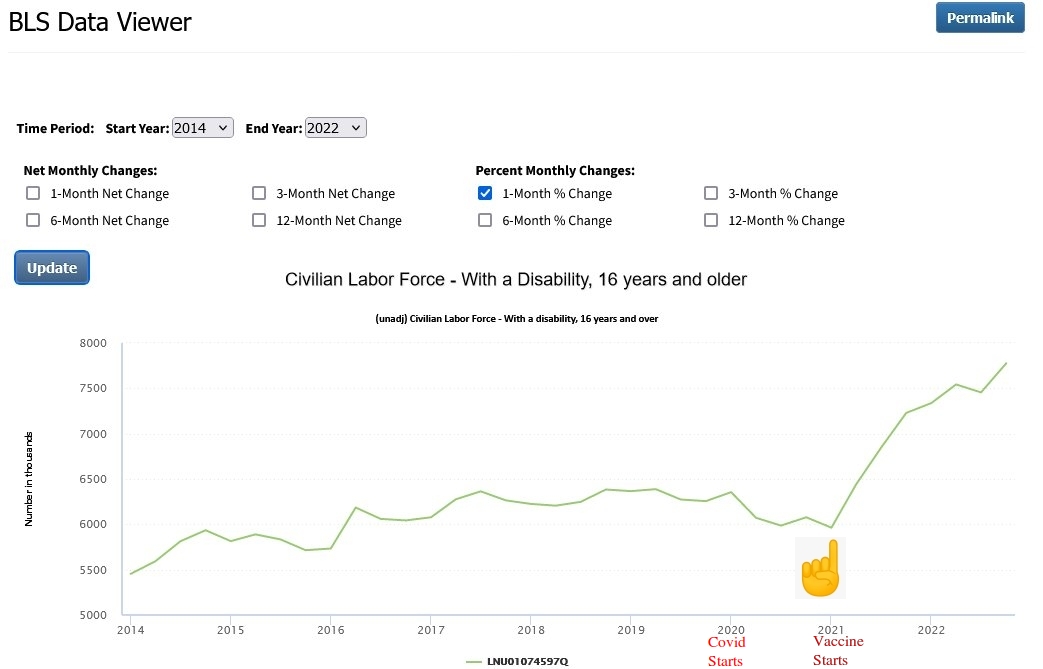 BLS Data Viewer
Permalink
Time Period: Start Year: 2014 End Year: 2022
Net Monthly Changes: Percent Monthly Changes:
1-Month Net Change 3-Month Net Change 1-Month % Change 3-Month % Change
6-Month Net Change 12-Month Net Change 6-Month % Change 12-Month % Change
Update
Civilian Labor Force - With a Disability, 16 years and older
(unadj) Civilian Labor Force - With a disability, 16 years and over
Number in thousands
8000
7500
7000
6500
6000
5500
5000
2014 2015 2016 2017 2018 2019 2020 2021 2022
Covid Vaccine
Starts Starts
LNU01074597Q